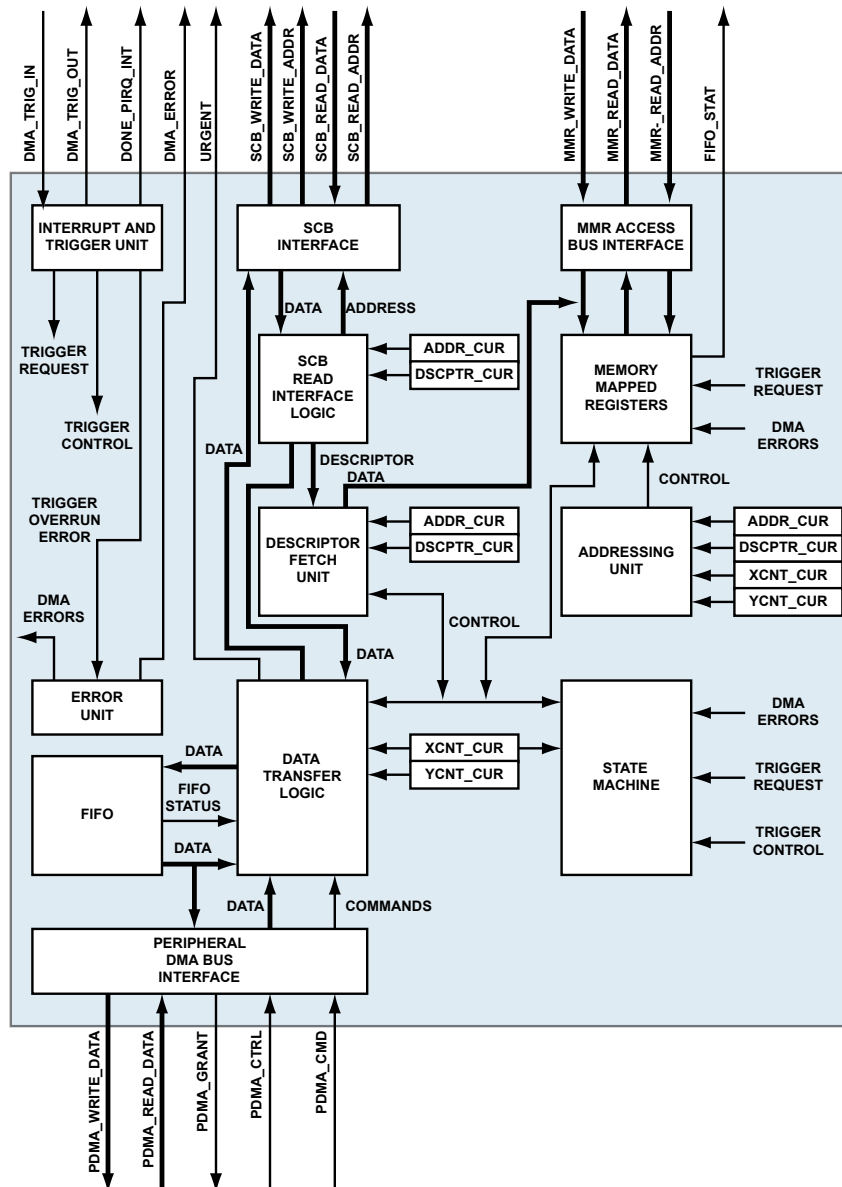 DMA_TRIG_IN
DMA_TRIG_OUT
DONE_PIRQ_INT
DMA_ERROR
URGENT
SCB_WRITE_DATA
SCB_WRITE_ADDR
SCB_READ_DATA
SCB_READ_ADDR
MMR_WRITE_DATA
MMR_READ_DATA
MMR-_READ_ADDR
FIFO_STAT
INTERRUPT AND
TRIGGER UNIT
SCB
INTERFACE
MMR ACCESS
BUS INTERFACE
DATA
ADDRESS
TRIGGER
REQUEST
TRIGGER
CONTROL
SCB
READ
INTERFACE
LOGIC
ADDR_CUR
DSCPTR_CUR
MEMORY
MAPPED
REGISTERS
TRIGGER
REQUEST
DMA
ERRORS
DATA
DESCRIPTOR
DATA
CONTROL
TRIGGER
OVERRUN
ERROR
DESCRIPTOR
FETCH
UNIT
ADDR_CUR
DSCPTR_CUR
ADDRESSING
UNIT
ADDR_CUR
DSCPTR_CUR
XCNT_CUR
YCNT_CUR
DMA
ERRORS
CONTROL
DATA
ERROR
UNIT
DATA
TRANSFER
LOGIC
XCNT_CUR
YCNT_CUR
STATE
MACHINE
DMA
ERRORS
TRIGGER
REQUEST
TRIGGER
CONTROL
FIFO
DATA
FIFO
STATUS
DATA
DATA
COMMANDS
PERIPHERAL
DMA BUS
INTERFACE
PDMA_WRITE_DATA
PDMA_READ_DATA
PDMA_GRANT
PDMA_CTRL
PDMA_CMD